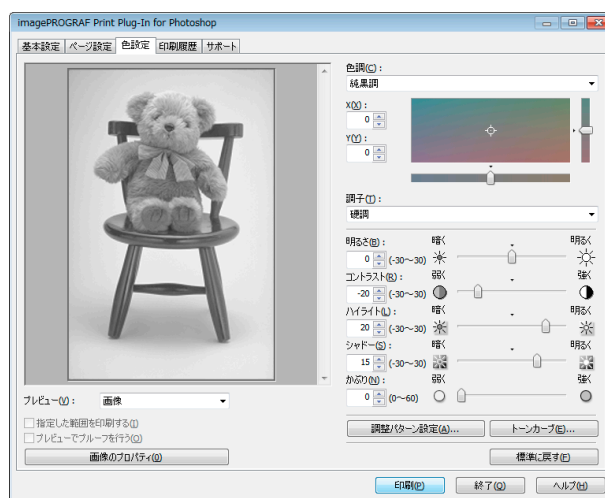 imagePROGRAF Print Plug-In for Photoshop
基本設定 ページ設定 色設定 印刷履歴 サポート
色調(C)：
純黒調
X(X)：
0
Y(Y)：
0
調子(T)：
硬調
明るさ(B)： 暗く 明るく
0 (-30～30)
コントラスト(R)： 弱く 強く
-20 (-30～30)
ハイライト(L)： 暗く 明るく
20 (-30～30)
シャドー(S)： 暗く 明るく
15 (-30～30)
かぶり(N)： 弱く 強く
0 (0～60)
プレビュー(V)： 画像
指定した範囲を印刷する(I)
プレビューでプルーフを行う(O)
画像のプロパティ(O)
調整パターン設定(A)... トーンカーブ(E)...
標準に戻す(F)
印刷(P) 終了(Q) ヘルプ(H)